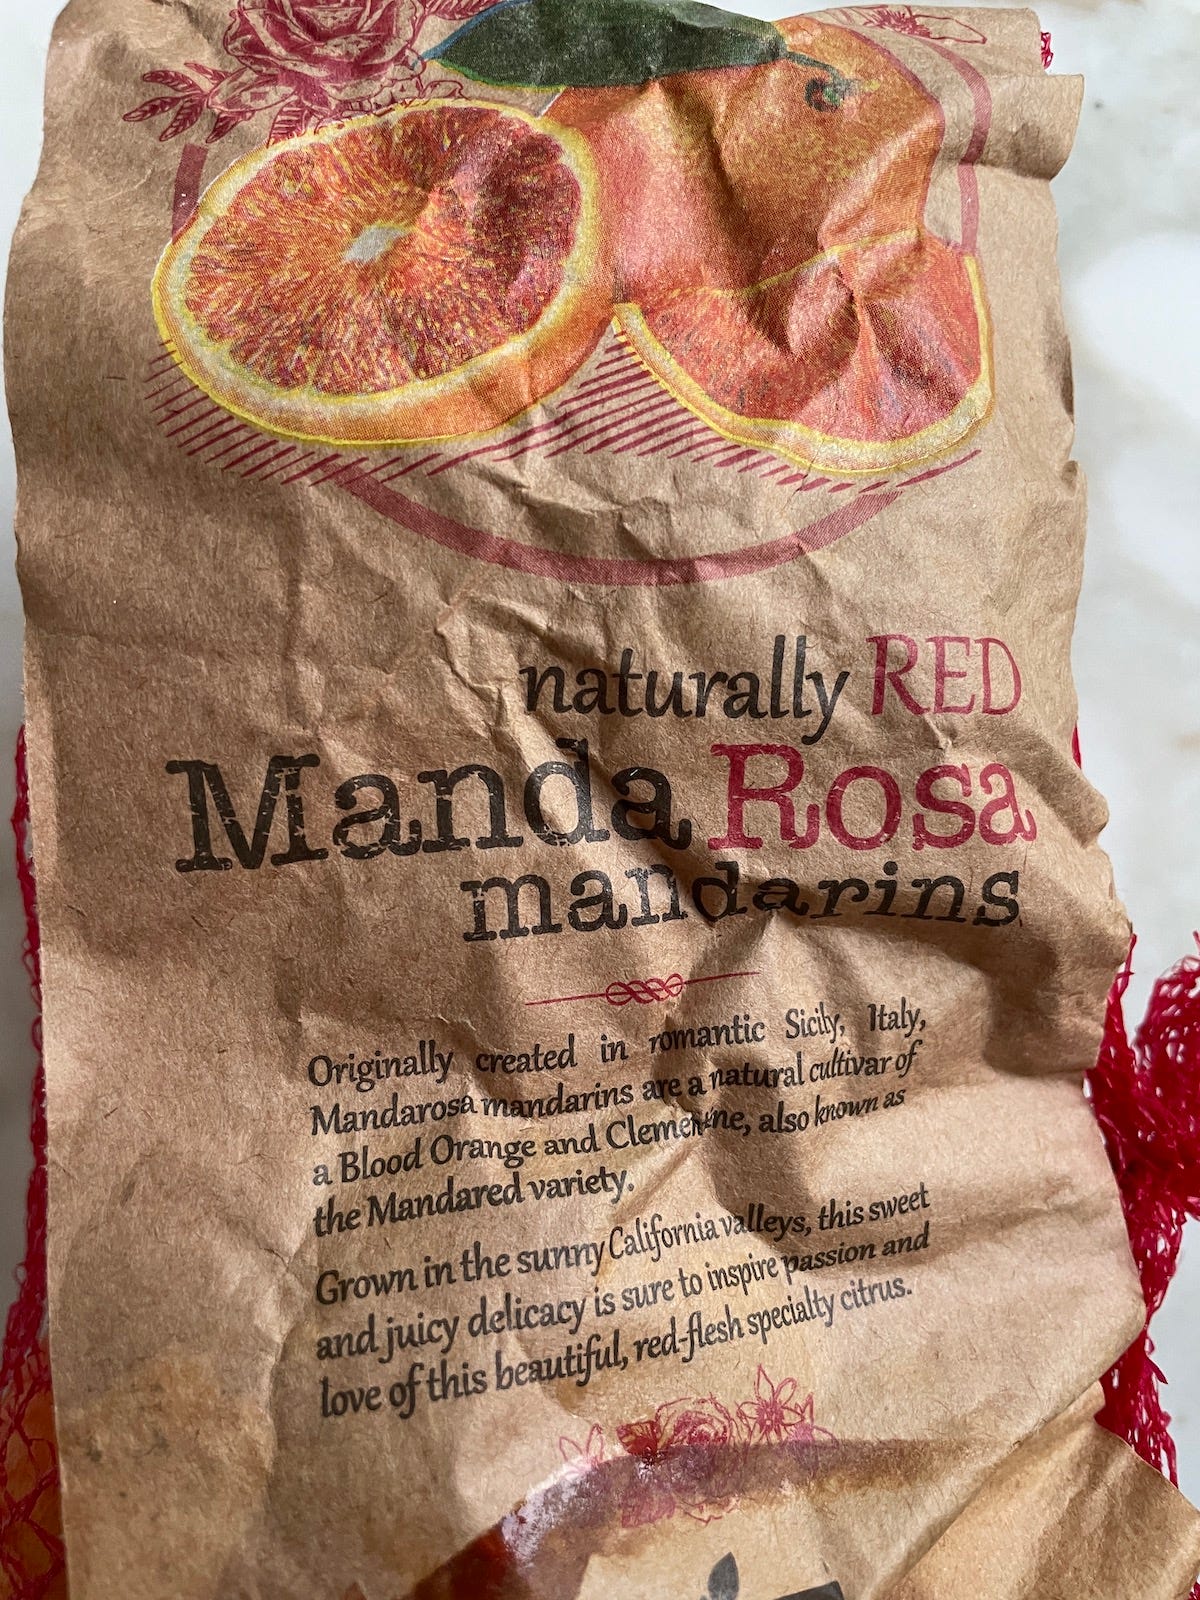 naturally RED
Manda Rosa
mandarins
Originally created in romantic Sicily, Italy,
Mandarosa mandarins are a natural cultivar of
a Blood Orange and Clementine, also known as
the Mandared variety.
Grown in the sunny California valleys, this sweet
and juicy delicacy is sure to inspire passion and
love of this beautiful, red-flesh specialty citrus.